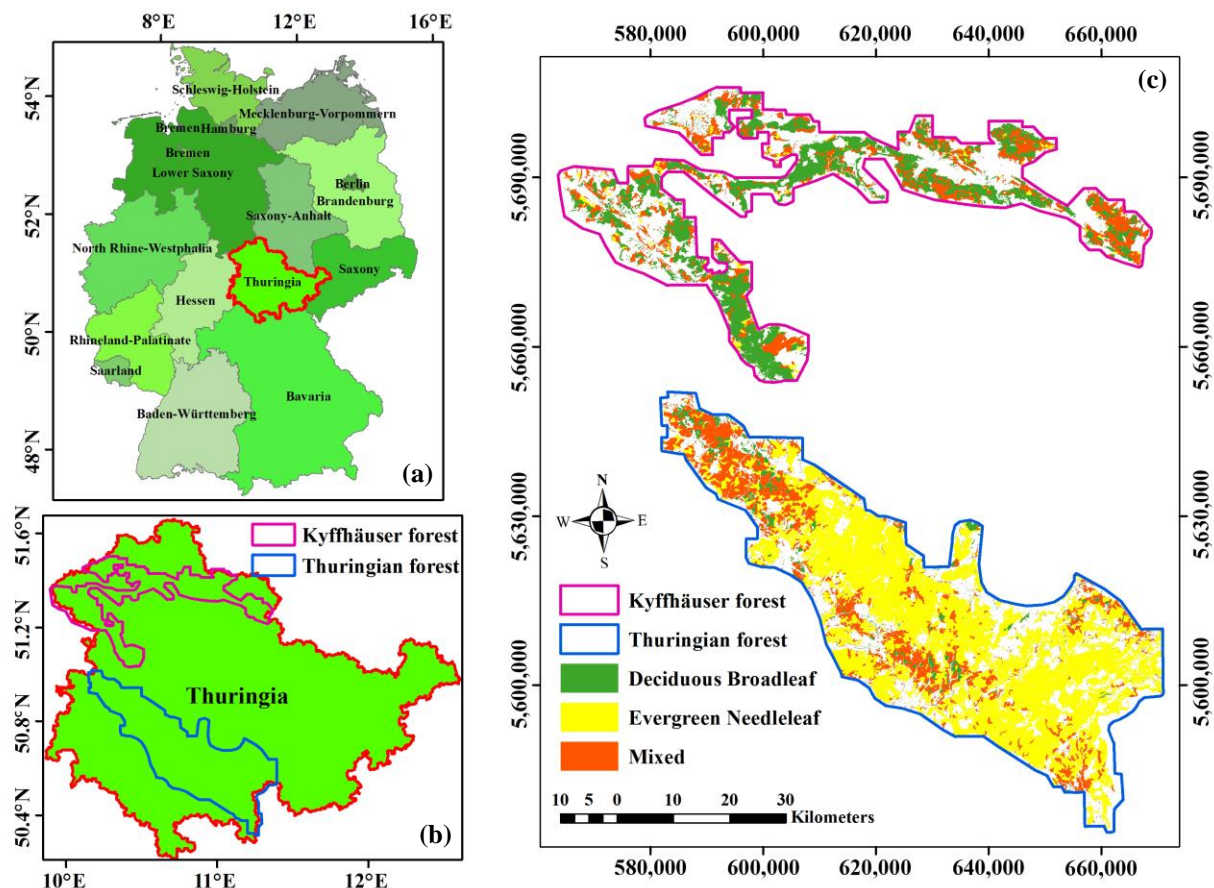 8°E 12°E 16°E
54°N
52°N
50°N
48°N
Schleswig-Holstein
Mecklenburg-Vorpommern
Bremen Hamburg
Bremen
Lower Saxony
Berlin
Brandenburg
Saxony-Anhalt
North Rhine-Westphalia
Thuringia
Saxony
Hessen
Rhineland-Palatinate
Saarland
Bavaria
Baden-Württemberg
(a)
51.6°N
51.2°N
50.8°N
50.4°N
Kyffhäuser forest
Thuringian forest
Thuringia
(b)
10°E 11°E 12°E
580,000 600,000 620,000 640,000 660,000
(c)
5,690,000
5,660,000
5,630,000
5,600,000
5,690,000
5,660,000
5,630,000
5,600,000
N
W E
S
Kyffhäuser forest
Thuringian forest
Deciduous Broadleaf
Evergreen Needleleaf
Mixed
10 5 0 10 20 30
Kilometers
580,000 600,000 620,000 640,000 660,000